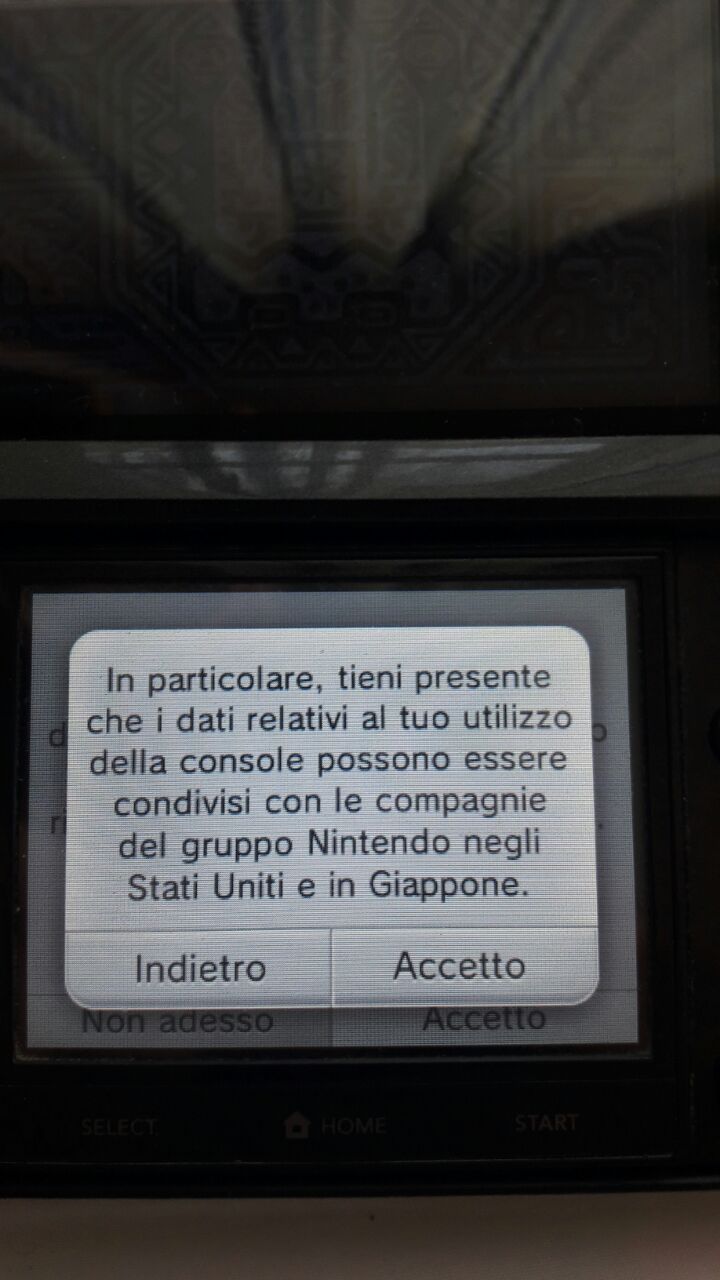 In particolare, tieni presente
che i dati relativi al tuo utilizzo
della console possono essere
condivisi con le compagnie
del gruppo Nintendo negli
Stati Uniti e in Giappone.
Indietro Accetto
Non adesso Accetto
SELECT HOME START